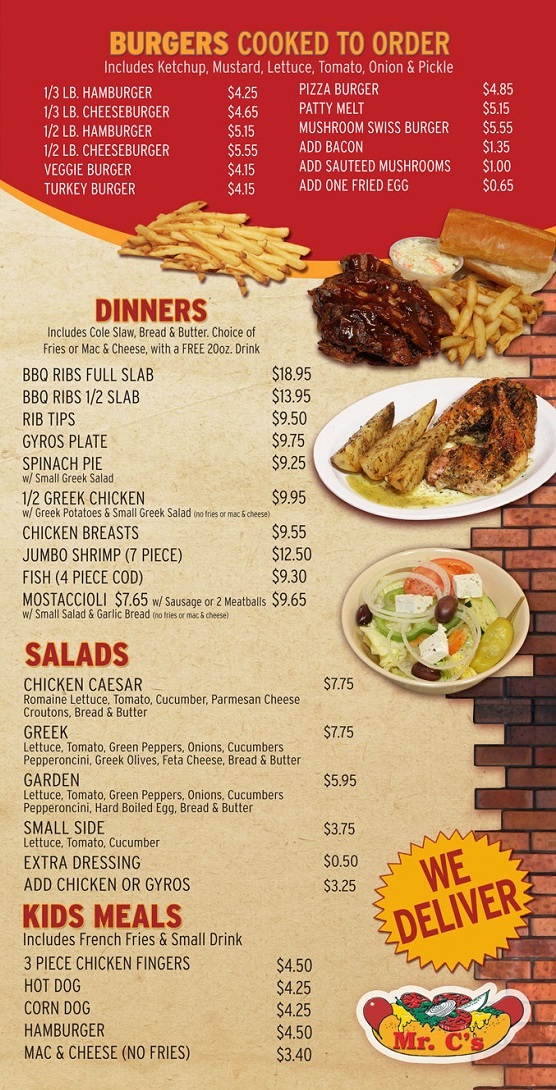 BURGERS COOKED TO ORDER
Includes Ketchup, Mustard, Lettuce, Tomato, Onion & Pickle
1/3 LB. HAMBURGER $4.25
1/3 LB. CHEESEBURGER $4.65
1/2 LB. HAMBURGER $5.15
1/2 LB. CHEESEBURGER $5.55
VEGGIE BURGER $4.15
TURKEY BURGER $4.15
PIZZA BURGER $4.85
PATTY MELT $5.15
MUSHROOM SWISS BURGER $5.55
ADD BACON $1.35
ADD SAUTEED MUSHROOMS $1.00
ADD ONE FRIED EGG $0.65
DINNERS
Includes Cole Slaw, Bread & Butter. Choice of
Fries or Mac & Cheese, with a FREE 20oz. Drink
BBQ RIBS FULL SLAB $18.95
BBQ RIBS 1/2 SLAB $13.95
RIB TIPS $9.50
GYROS PLATE $9.75
SPINACH PIE $9.25
w/ Small Greek Salad
1/2 GREEK CHICKEN $9.95
w/ Greek Potatoes & Small Greek Salad (no fries or mac & cheese)
CHICKEN BREASTS $9.55
JUMBO SHRIMP (7 PIECE) $12.50
FISH (4 PIECE COD) $9.30
MOSTACCIOLI $7.65 w/ Sausage or 2 Meatballs $9.65
w/ Small Salad & Garlic Bread (no fries or mac & cheese)
SALADS
CHICKEN CAESAR $7.75
Romaine Lettuce, Tomato, Cucumber, Parmesan Cheese
Croutons, Bread & Butter
GREEK $7.75
Lettuce, Tomato, Green Peppers, Onions, Cucumbers
Pepperoncini, Greek Olives, Feta Cheese, Bread & Butter
GARDEN $5.95
Lettuce, Tomato, Green Peppers, Onions, Cucumbers
Pepperoncini, Hard Boiled Egg, Bread & Butter
SMALL SIDE $3.75
Lettuce, Tomato, Cucumber
EXTRA DRESSING $0.50
ADD CHICKEN OR GYROS $3.25
KIDS MEALS
Includes French Fries & Small Drink
3 PIECE CHICKEN FINGERS $4.50
HOT DOG $4.25
CORN DOG $4.25
HAMBURGER $4.50
MAC & CHEESE (NO FRIES) $3.40
WE
DELIVER
Mr. C's